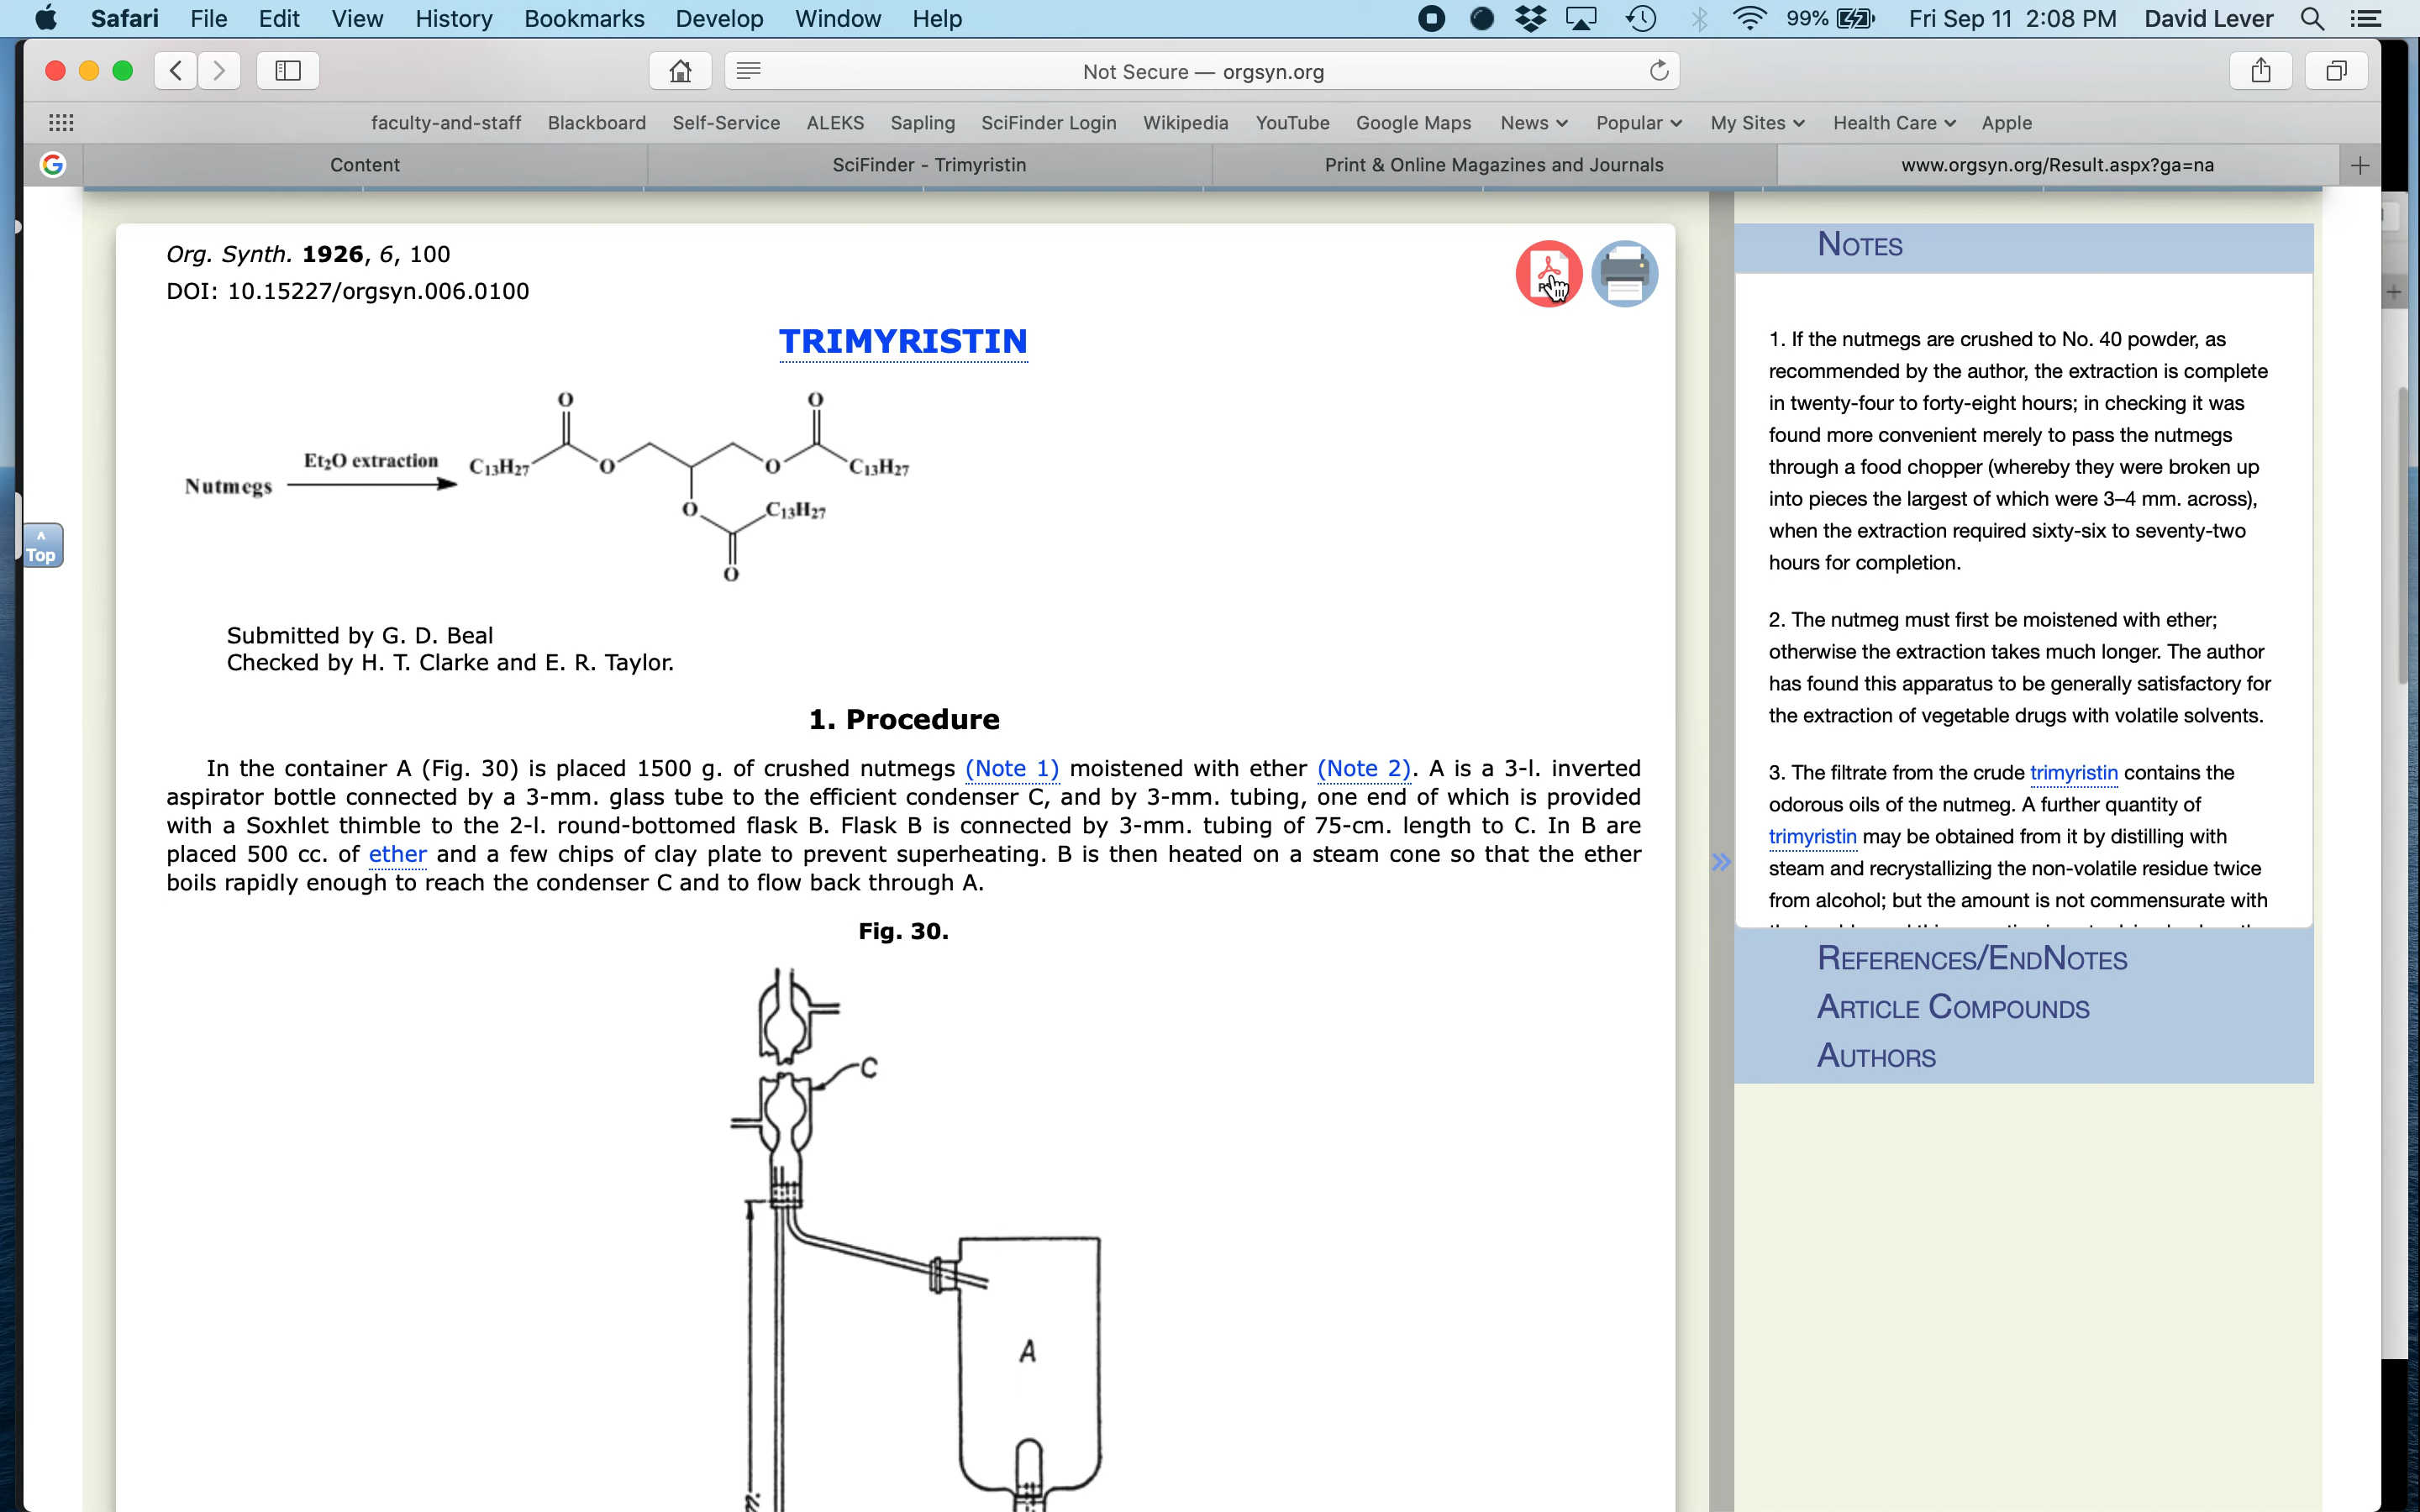 Safari File Edit View History Bookmarks Develop Window Help 99% Fri Sep 11 2:08 PM David Lever
Not Secure — orgsyn.org
faculty-and-staff Blackboard Self-Service ALEKS Sapling SciFinder Login Wikipedia YouTube Google Maps News Popular My Sites Health Care Apple
G Content SciFinder - Trimyristin Print & Online Magazines and Journals www.orgsyn.org/Result.aspx?ga=na +
Org. Synth. 1926, 6, 100
DOI: 10.15227/orgsyn.006.0100
TRIMYRISTIN
O O
Et2O extraction C13H27 O O C13H27
Nutmegs
O C13H27
O
^
Top
Submitted by G. D. Beal
Checked by H. T. Clarke and E. R. Taylor.
1. Procedure
In the container A (Fig. 30) is placed 1500 g. of crushed nutmegs (Note 1) moistened with ether (Note 2). A is a 3-l. inverted
aspirator bottle connected by a 3-mm. glass tube to the efficient condenser C, and by 3-mm. tubing, one end of which is provided
with a Soxhlet thimble to the 2-l. round-bottomed flask B. Flask B is connected by 3-mm. tubing of 75-cm. length to C. In B are
placed 500 cc. of ether and a few chips of clay plate to prevent superheating. B is then heated on a steam cone so that the ether
boils rapidly enough to reach the condenser C and to flow back through A.
Fig. 30.
C
A
NOTES
1. If the nutmegs are crushed to No. 40 powder, as
recommended by the author, the extraction is complete
in twenty-four to forty-eight hours; in checking it was
found more convenient merely to pass the nutmegs
through a food chopper (whereby they were broken up
into pieces the largest of which were 3–4 mm. across),
when the extraction required sixty-six to seventy-two
hours for completion.
2. The nutmeg must first be moistened with ether;
otherwise the extraction takes much longer. The author
has found this apparatus to be generally satisfactory for
the extraction of vegetable drugs with volatile solvents.
3. The filtrate from the crude trimyristin contains the
odorous oils of the nutmeg. A further quantity of
trimyristin may be obtained from it by distilling with
steam and recrystallizing the non-volatile residue twice
from alcohol; but the amount is not commensurate with
REFERENCES/ENDNOTES
ARTICLE COMPOUNDS
AUTHORS